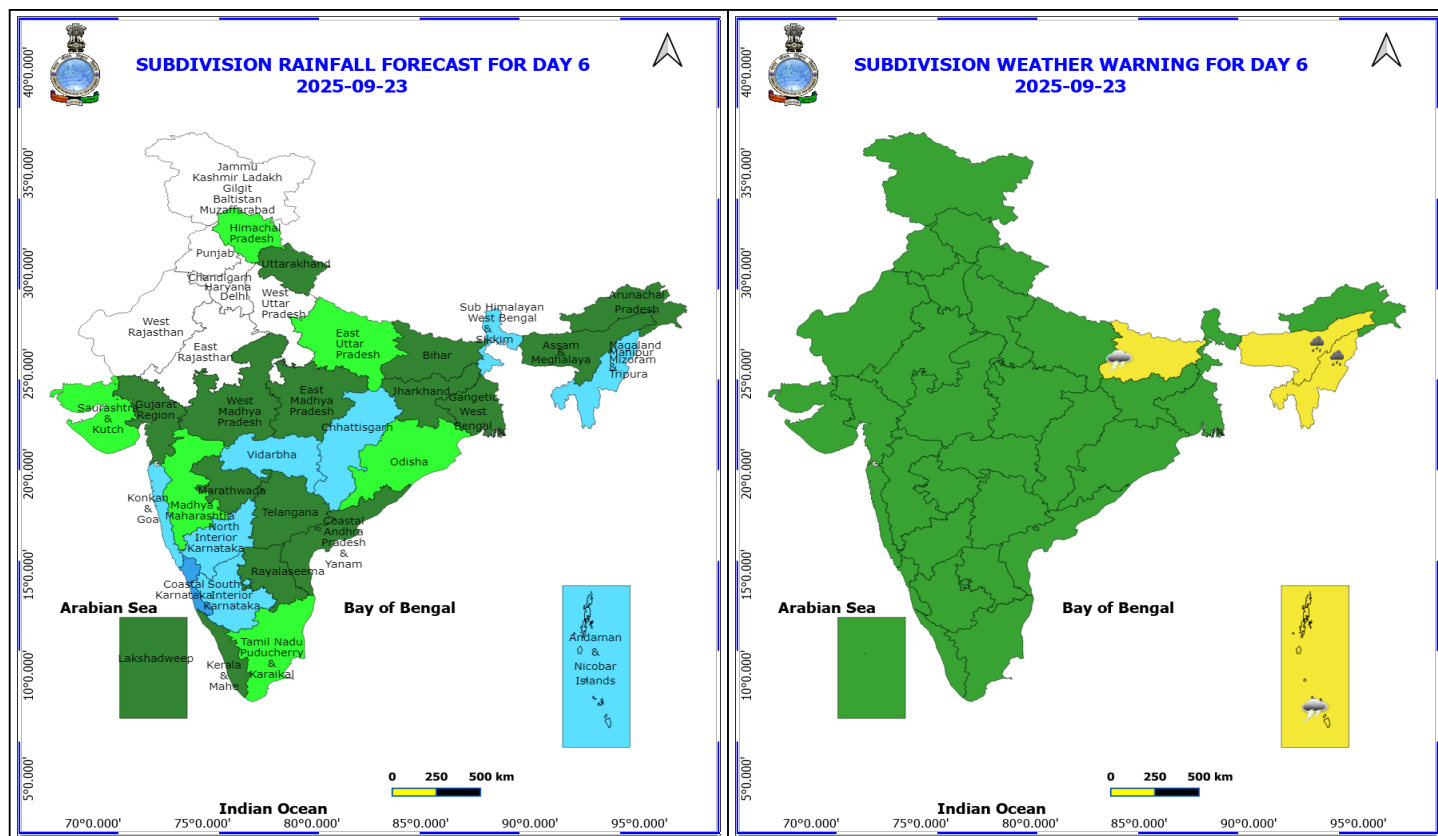 SUBDIVISION RAINFALL FORECAST FOR DAY 6
2025-09-23
40°0.000'
35°0.000'
30°0.000'
25°0.000'
20°0.000'
15°0.000'
10°0.000'
5°0.000'
Jammu
Kashmir Ladakh
Gilgit
Baltistan
Muzaffarabad
Himachal
Pradesh
Punjab
Uttarakhand
Chandigarh
Haryana
Delhi
West
Uttar
Pradesh
West
Rajasthan
East
Rajasthan
East
Uttar
Pradesh
Bihar
Sub Himalayan
West Bengal
&
Sikkim
Arunachal
Pradesh
Assam
&
Meghalaya
Nagaland
Manipur
Mizoram
&
Tripura
Saurashtra
&
Kutch
Gujarat
Region
West
Madhya
Pradesh
East
Madhya
Pradesh
Jharkhand
Gangetic
West
Bengal
Chhattisgarh
Vidarbha
Odisha
Konkan
&
Goa
Madhya
Maharashtra
Marathwada
Telangana
North
Interior
Karnataka
Coastal
Andhra
Pradesh
&
Yanam
Rayalaseema
Coastal
Karnataka
South
Interior
Karnataka
Arabian Sea
Bay of Bengal
Lakshadweep
Kerala
&
Mahe
Tamil Nadu
Puducherry
&
Karaikal
Andaman
&
Nicobar
Islands
0 250 500 km
Indian Ocean
70°0.000' 75°0.000' 80°0.000' 85°0.000' 90°0.000' 95°0.000'
SUBDIVISION WEATHER WARNING FOR DAY 6
2025-09-23
40°0.000'
35°0.000'
30°0.000'
25°0.000'
20°0.000'
15°0.000'
10°0.000'
5°0.000'
Arabian Sea
Bay of Bengal
0 250 500 km
Indian Ocean
70°0.000' 75°0.000' 80°0.000' 85°0.000' 90°0.000' 95°0.000'